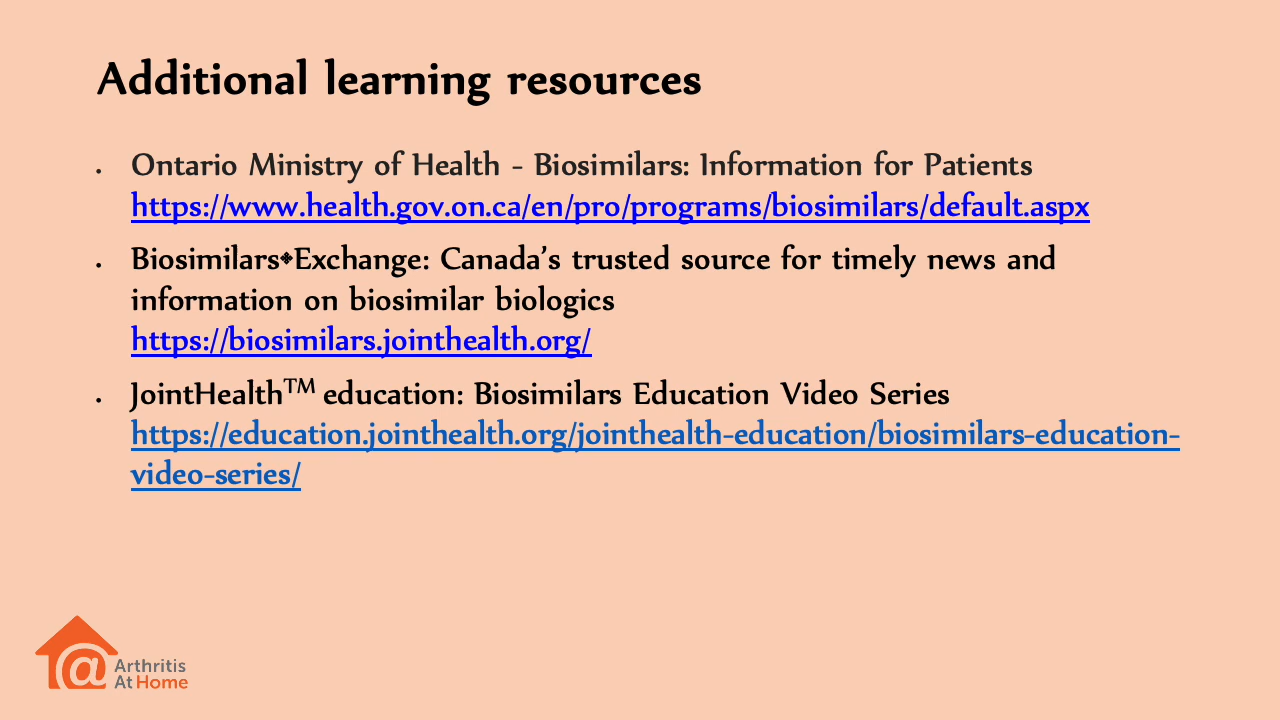 Additional learning resources
• Ontario Ministry of Health - Biosimilars: Information for Patients
https://www.health.gov.on.ca/en/pro/programs/biosimilars/default.aspx
• Biosimilars•Exchange: Canada’s trusted source for timely news and
information on biosimilar biologics
https://biosimilars.jointhealth.org/
• JointHealthTM education: Biosimilars Education Video Series
https://education.jointhealth.org/jointhealth-education/biosimilars-education-
video-series/
@ Arthritis
At Home